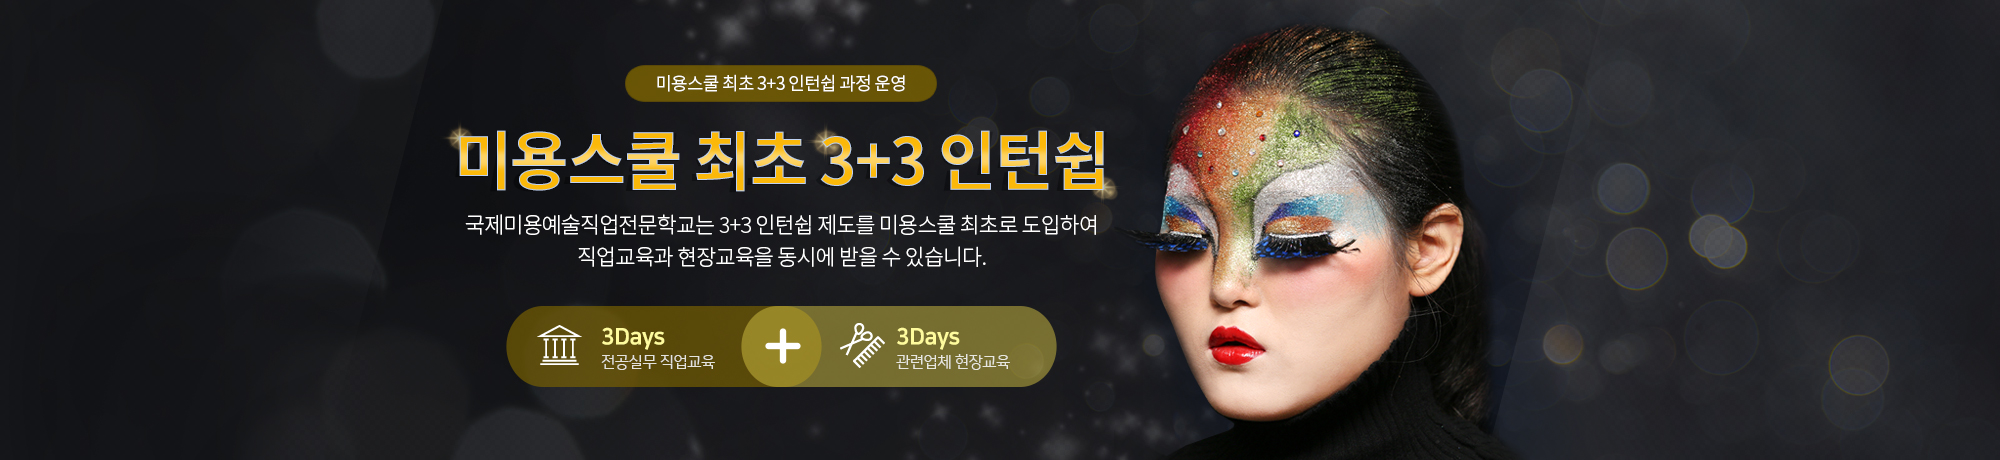 미용스쿨 최초 3+3 인턴쉽 과정 운영
미용스쿨 최초 3+3 인턴쉽
국제미용예술직업전문학교는 3+3 인턴쉽 제도를 미용스쿨 최초로 도입하여
직업교육과 현장교육을 동시에 받을 수 있습니다.
3Days
전공실무 직업교육
3Days
관련업체 현장교육